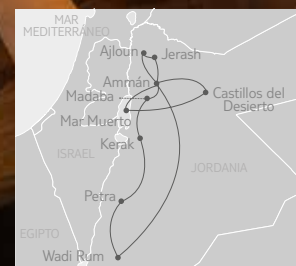 MAR
MEDITERRÁNEO
Ajloun
Jerash
Ammán
Castillos del
Desierto
Madaba
Mar Muerto
Kerak
ISRAEL
JORDANIA
Petra
EGIPTO
Wadi Rum